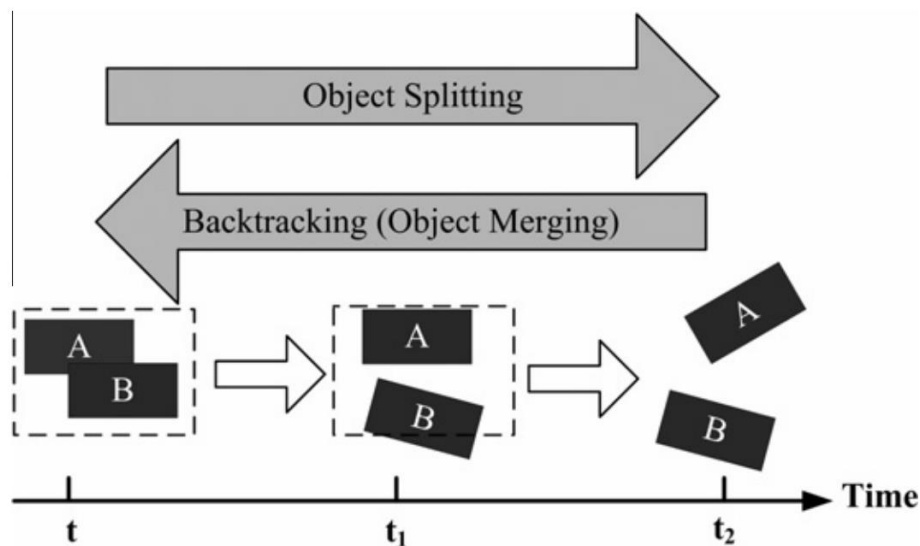 Object Splitting
Backtracking (Object Merging)
A
A
A
B
B
B
Time
t
t₁
t₂